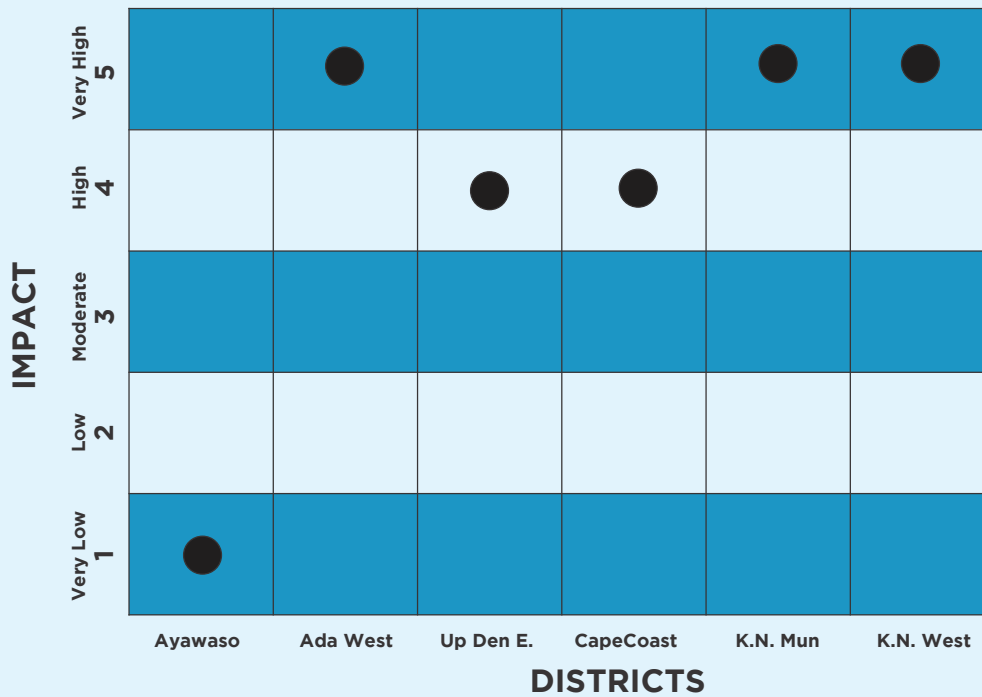 IMPACT
Very High
5
High
4
Moderate
3
Low
2
Very Low
1
Ayawaso
Ada West
Up Den E.
CapeCoast
K.N. Mun
K.N. West
DISTRICTS